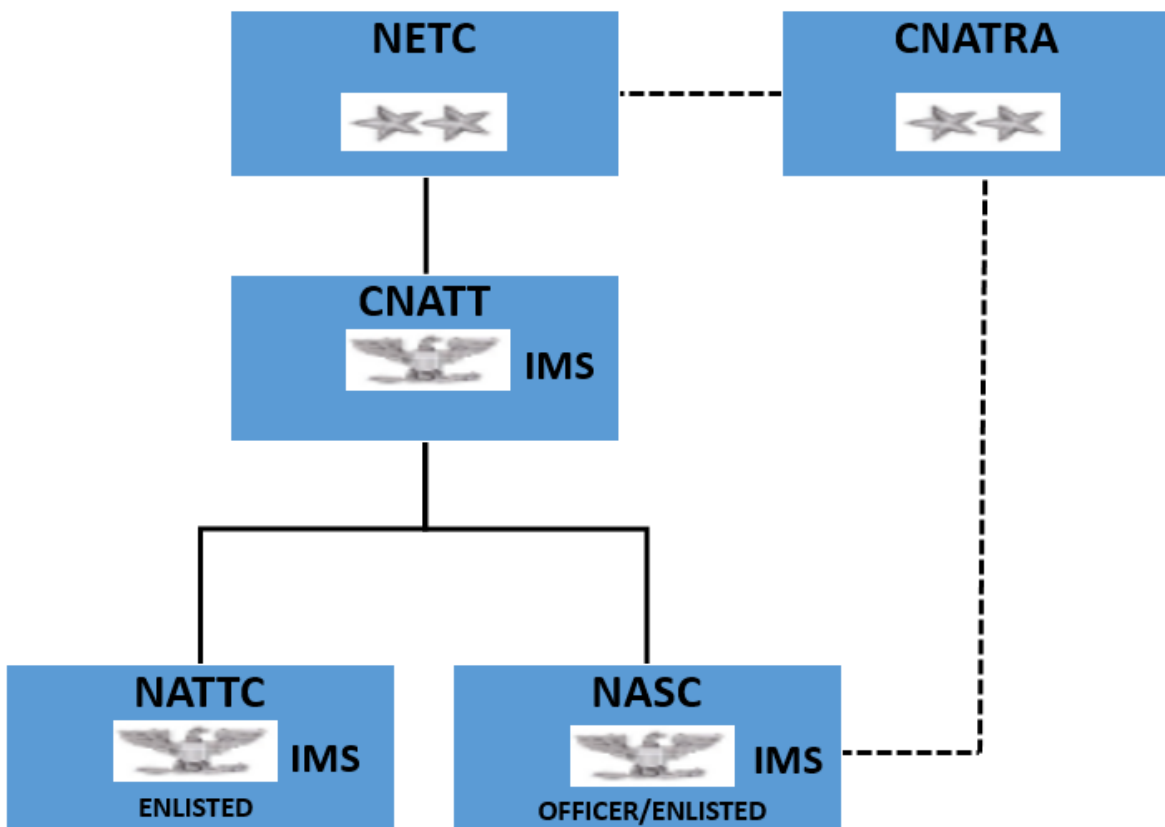 NETC
CNATRA
CNATT
IMS
NATTC
IMS
ENLISTED
NASC
IMS
OFFICER/ENLISTED